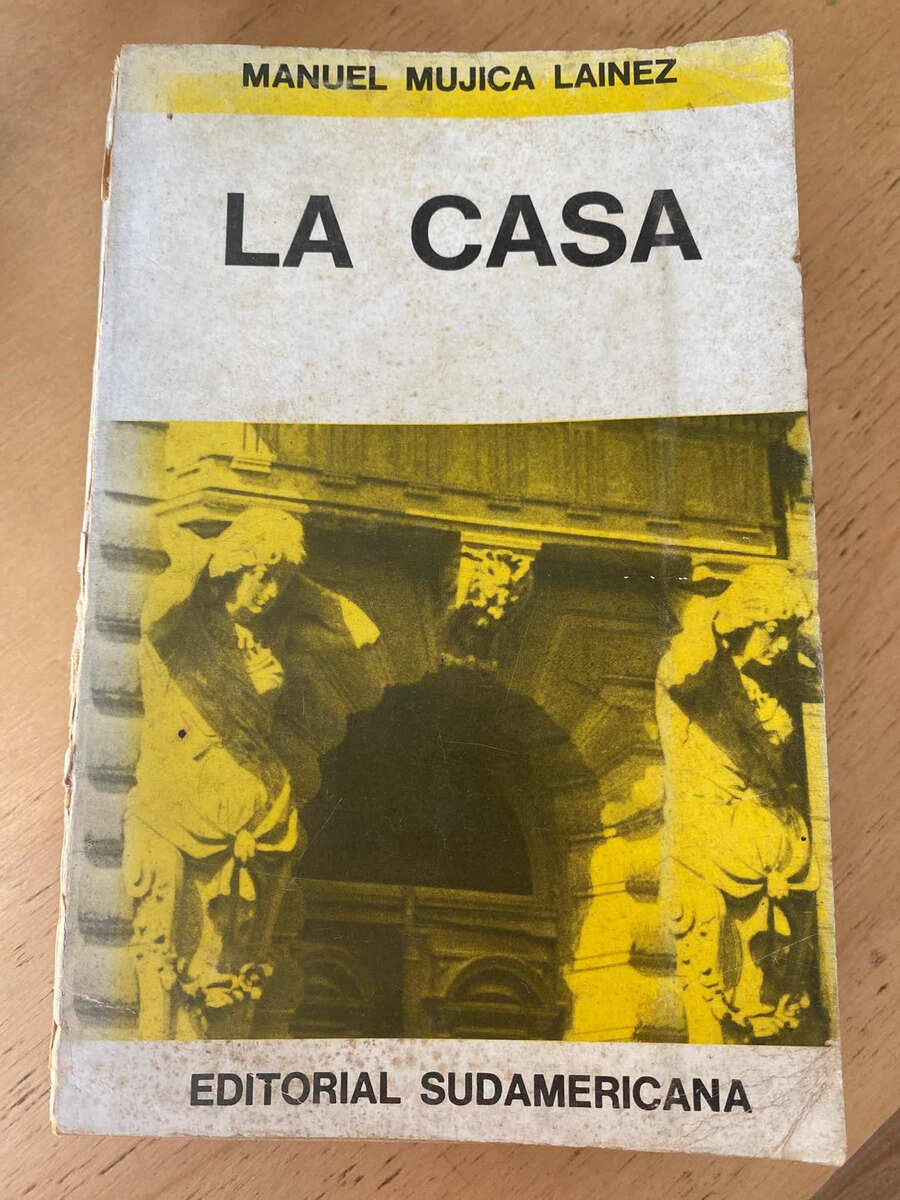 MANUEL MUJICA LAINEZ
LA CASA
EDITORIAL SUDAMERICANA